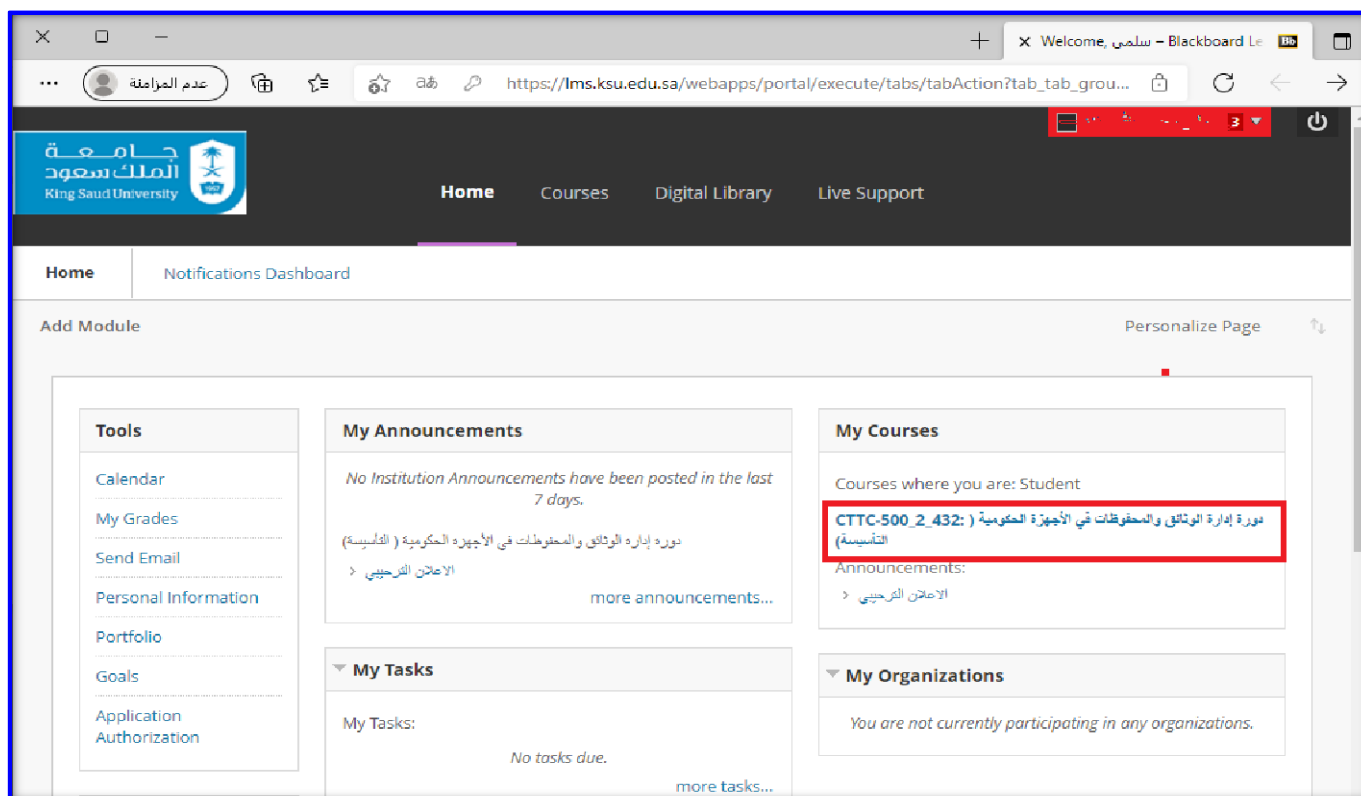 Welcome, سلمى – Blackboard Le
Bb
عدم المزامنة
https://lms.ksu.edu.sa/webapps/portal/execute/tabs/tabAction?tab_tab_grou...
3
جامعة
الملك سعود
King Saud University
1957
Home Courses Digital Library Live Support
Home Notifications Dashboard
Add Module
Personalize Page
Tools
Calendar
My Grades
Send Email
Personal Information
Portfolio
Goals
Application
Authorization
My Announcements
No Institution Announcements have been posted in the last
7 days.
دورة إدارة الوثائق والمحفوظات في الأجهزة الحكومية ( التأسيسة)
الاعلان الترحيبي >
more announcements...
My Tasks
My Tasks:
No tasks due.
more tasks...
My Courses
Courses where you are: Student
CTTC-500_2_432: دورة إدارة الوثائق والمحفوظات في الأجهزة الحكومية (
التأسيسة)
Announcements:
الاعلان الترحيبي >
My Organizations
You are not currently participating in any organizations.